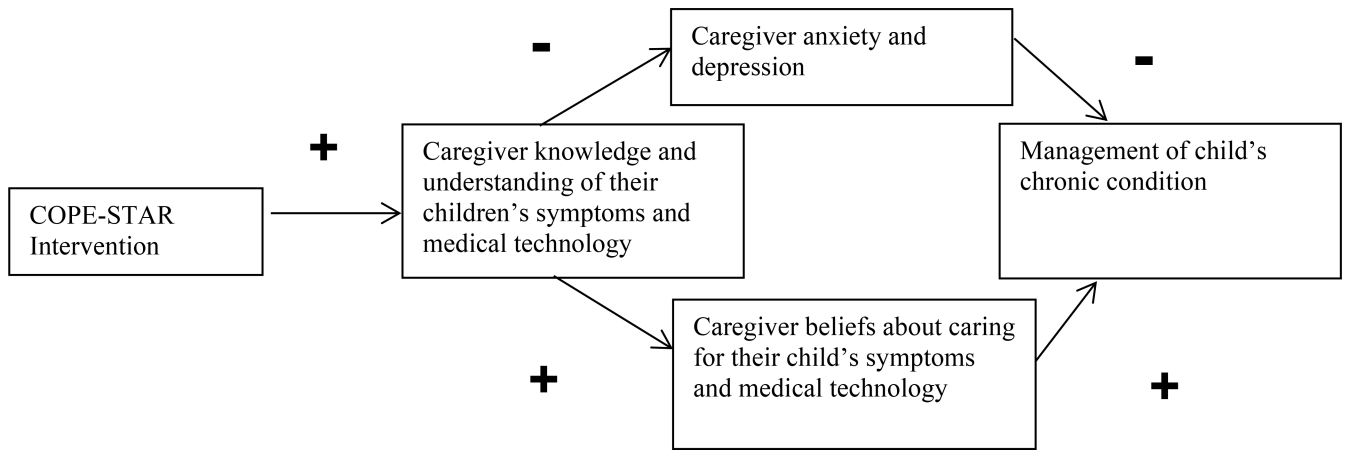 -
Caregiver anxiety and
depression
-
+
Caregiver knowledge and
understanding of their
children’s symptoms and
medical technology
Management of child’s
chronic condition
COPE-STAR
Intervention
Caregiver beliefs about caring
for their child’s symptoms
and medical technology
+
+